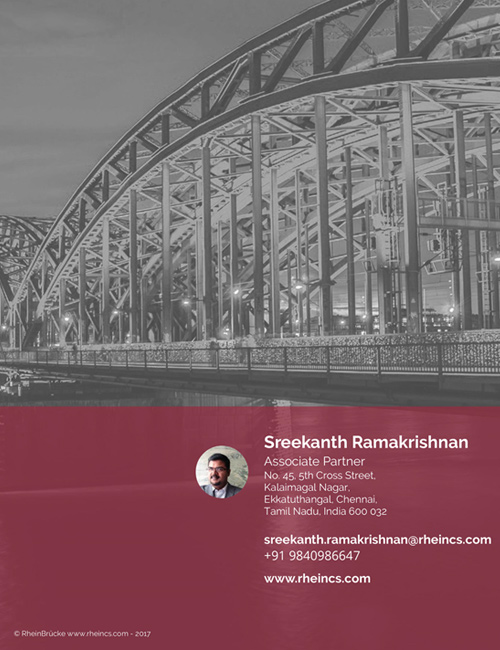 Sreekanth Ramakrishnan
Associate Partner
No. 45, 5th Cross Street,
Kalaimagal Nagar,
Ekkatuthangal, Chennai,
Tamil Nadu, India 600 032
sreekanth.ramakrishnan@rheincs.com
+91 9840986647
www.rheincs.com
© RheinBrücke www.rheincs.com - 2017